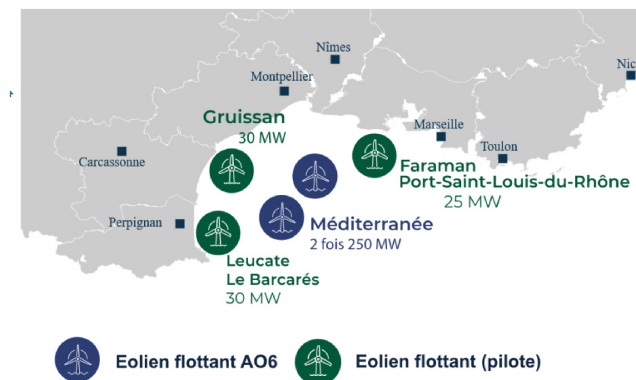 Nîmes
Nic
Montpellier
Gruissan
30 MW
Marseille
Toulon
Carcassonne
Faraman
Port-Saint-Louis-du-Rhône
25 MW
Perpignan
Méditerranée
2 fois 250 MW
Leucate
Le Barcarés
30 MW
Eolien flottant AO6
Eolien flottant (pilote)